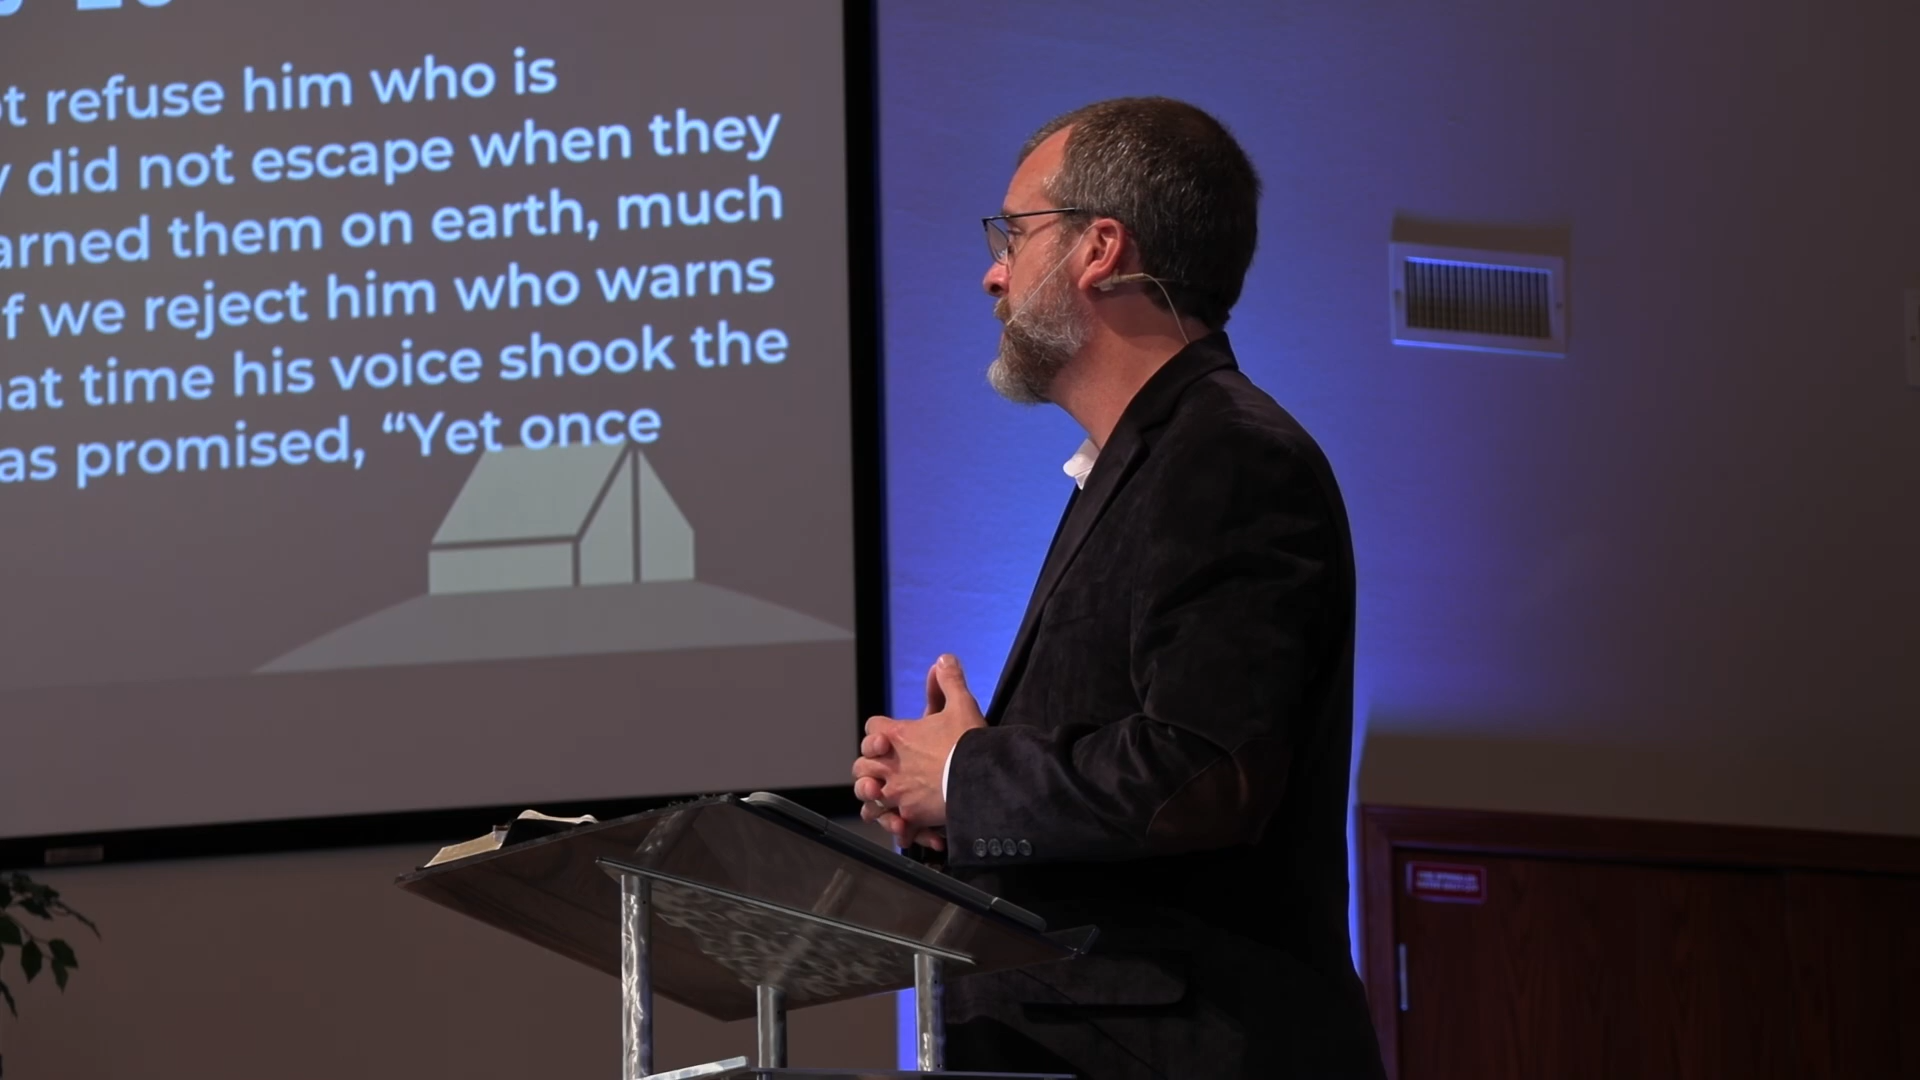 t refuse him who is
y did not escape when they
arned them on earth, much
f we reject him who warns
hat time his voice shook the
as promised, “Yet once